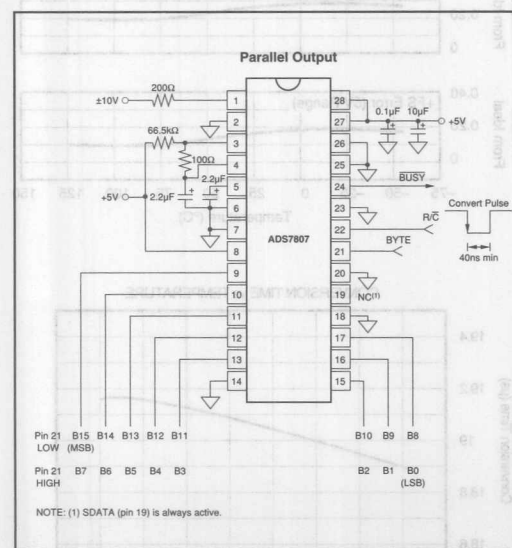 Parallel Output
200Ω
±10V
1
28
2
27
0.1µF
10µF
+5V
66.5kΩ
3
26
100Ω
4
25
2.2µF
5
24
BUSY
+5V
2.2µF
6
23
Convert Pulse
7
22
R/C
ADS7807
BYTE
8
21
40ns min
9
20
10
19
NC(1)
11
18
12
17
13
16
14
15
Pin 21 B15 B14 B13 B12 B11 B10 B9 B8
LOW (MSB)
Pin 21 B7 B6 B5 B4 B3 B2 B1 B0
HIGH (LSB)
NOTE: (1) SDATA (pin 19) is always active.